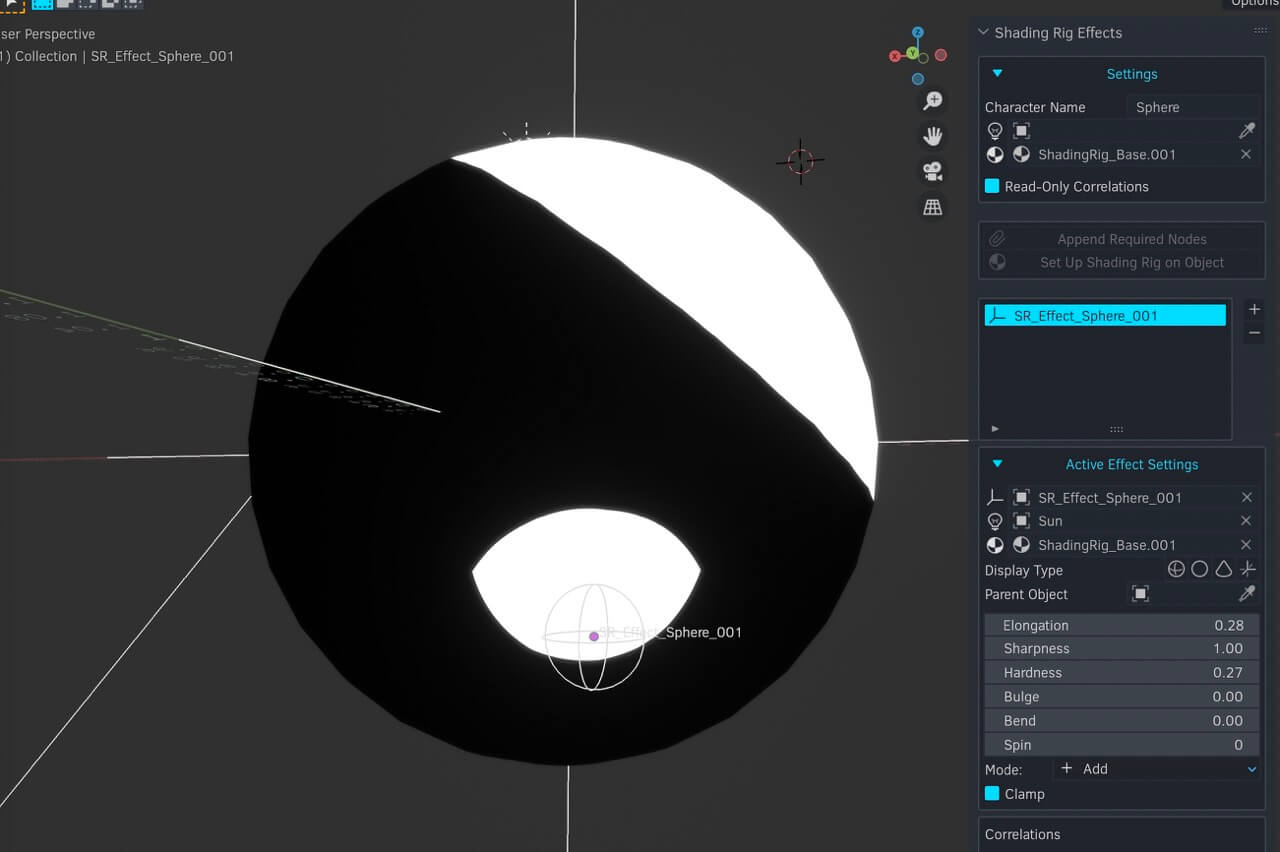 Options
ser Perspective
1) Collection | SR_Effect_Sphere_001
Shading Rig Effects
Settings
Character Name Sphere
ShadingRig_Base.001
Read-Only Correlations
Append Required Nodes
Set Up Shading Rig on Object
SR_Effect_Sphere_001
Active Effect Settings
SR_Effect_Sphere_001
Sun
ShadingRig_Base.001
Display Type
Parent Object
Elongation 0.28
Sharpness 1.00
Hardness 0.27
Bulge 0.00
Bend 0.00
Spin 0
Mode: Add
Clamp
Correlations
SR_Effect_Sphere_001
Z
Y
X